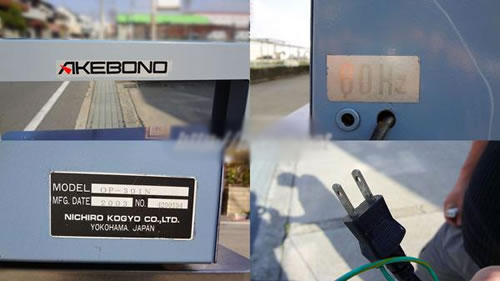 AKEBONO
60Hz
MODEL OP-301N
MFG. DATE 2003 NO.
NICHIRO KOGYO CO.,LTD.
YOKOHAMA, JAPAN